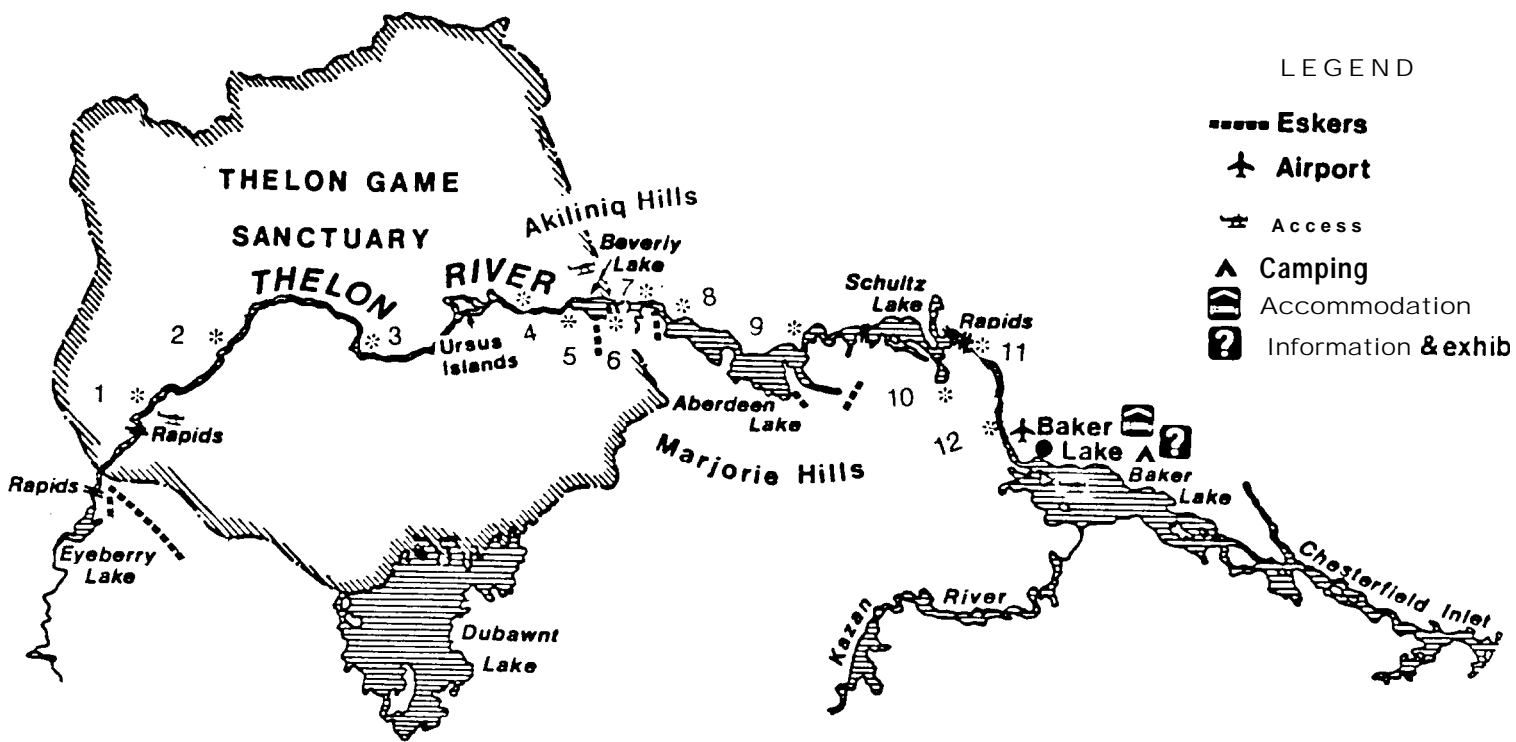 LEGEND
Eskers
Airport
Access
Camping
Accommodation
? Information & exhib
THELON GAME
SANCTUARY
THELON
RIVER
Akiliniq Hills
Beverly
Lake
Schultz
Lake
Rapids
1
2
3
4
5
6
7
8
9
10
11
12
Ursus
Islands
Rapids
Aberdeen
Lake
Marjorie Hills
Baker
Lake
?
Baker
Lake
Rapids
Eyeberry
Lake
Dubawnt
Lake
Kazan
River
Chesterfield Inlet